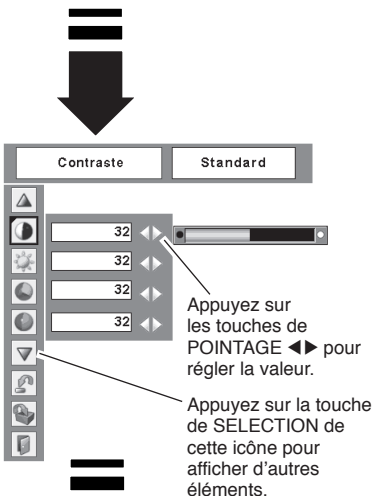 Contraste Standard
32
32
32
32
Appuyez sur
les touches de
POINTAGE ◀▶ pour
régler la valeur.
Appuyez sur la touche
de SELECTION de
cette icône pour
afficher d'autres
éléments.